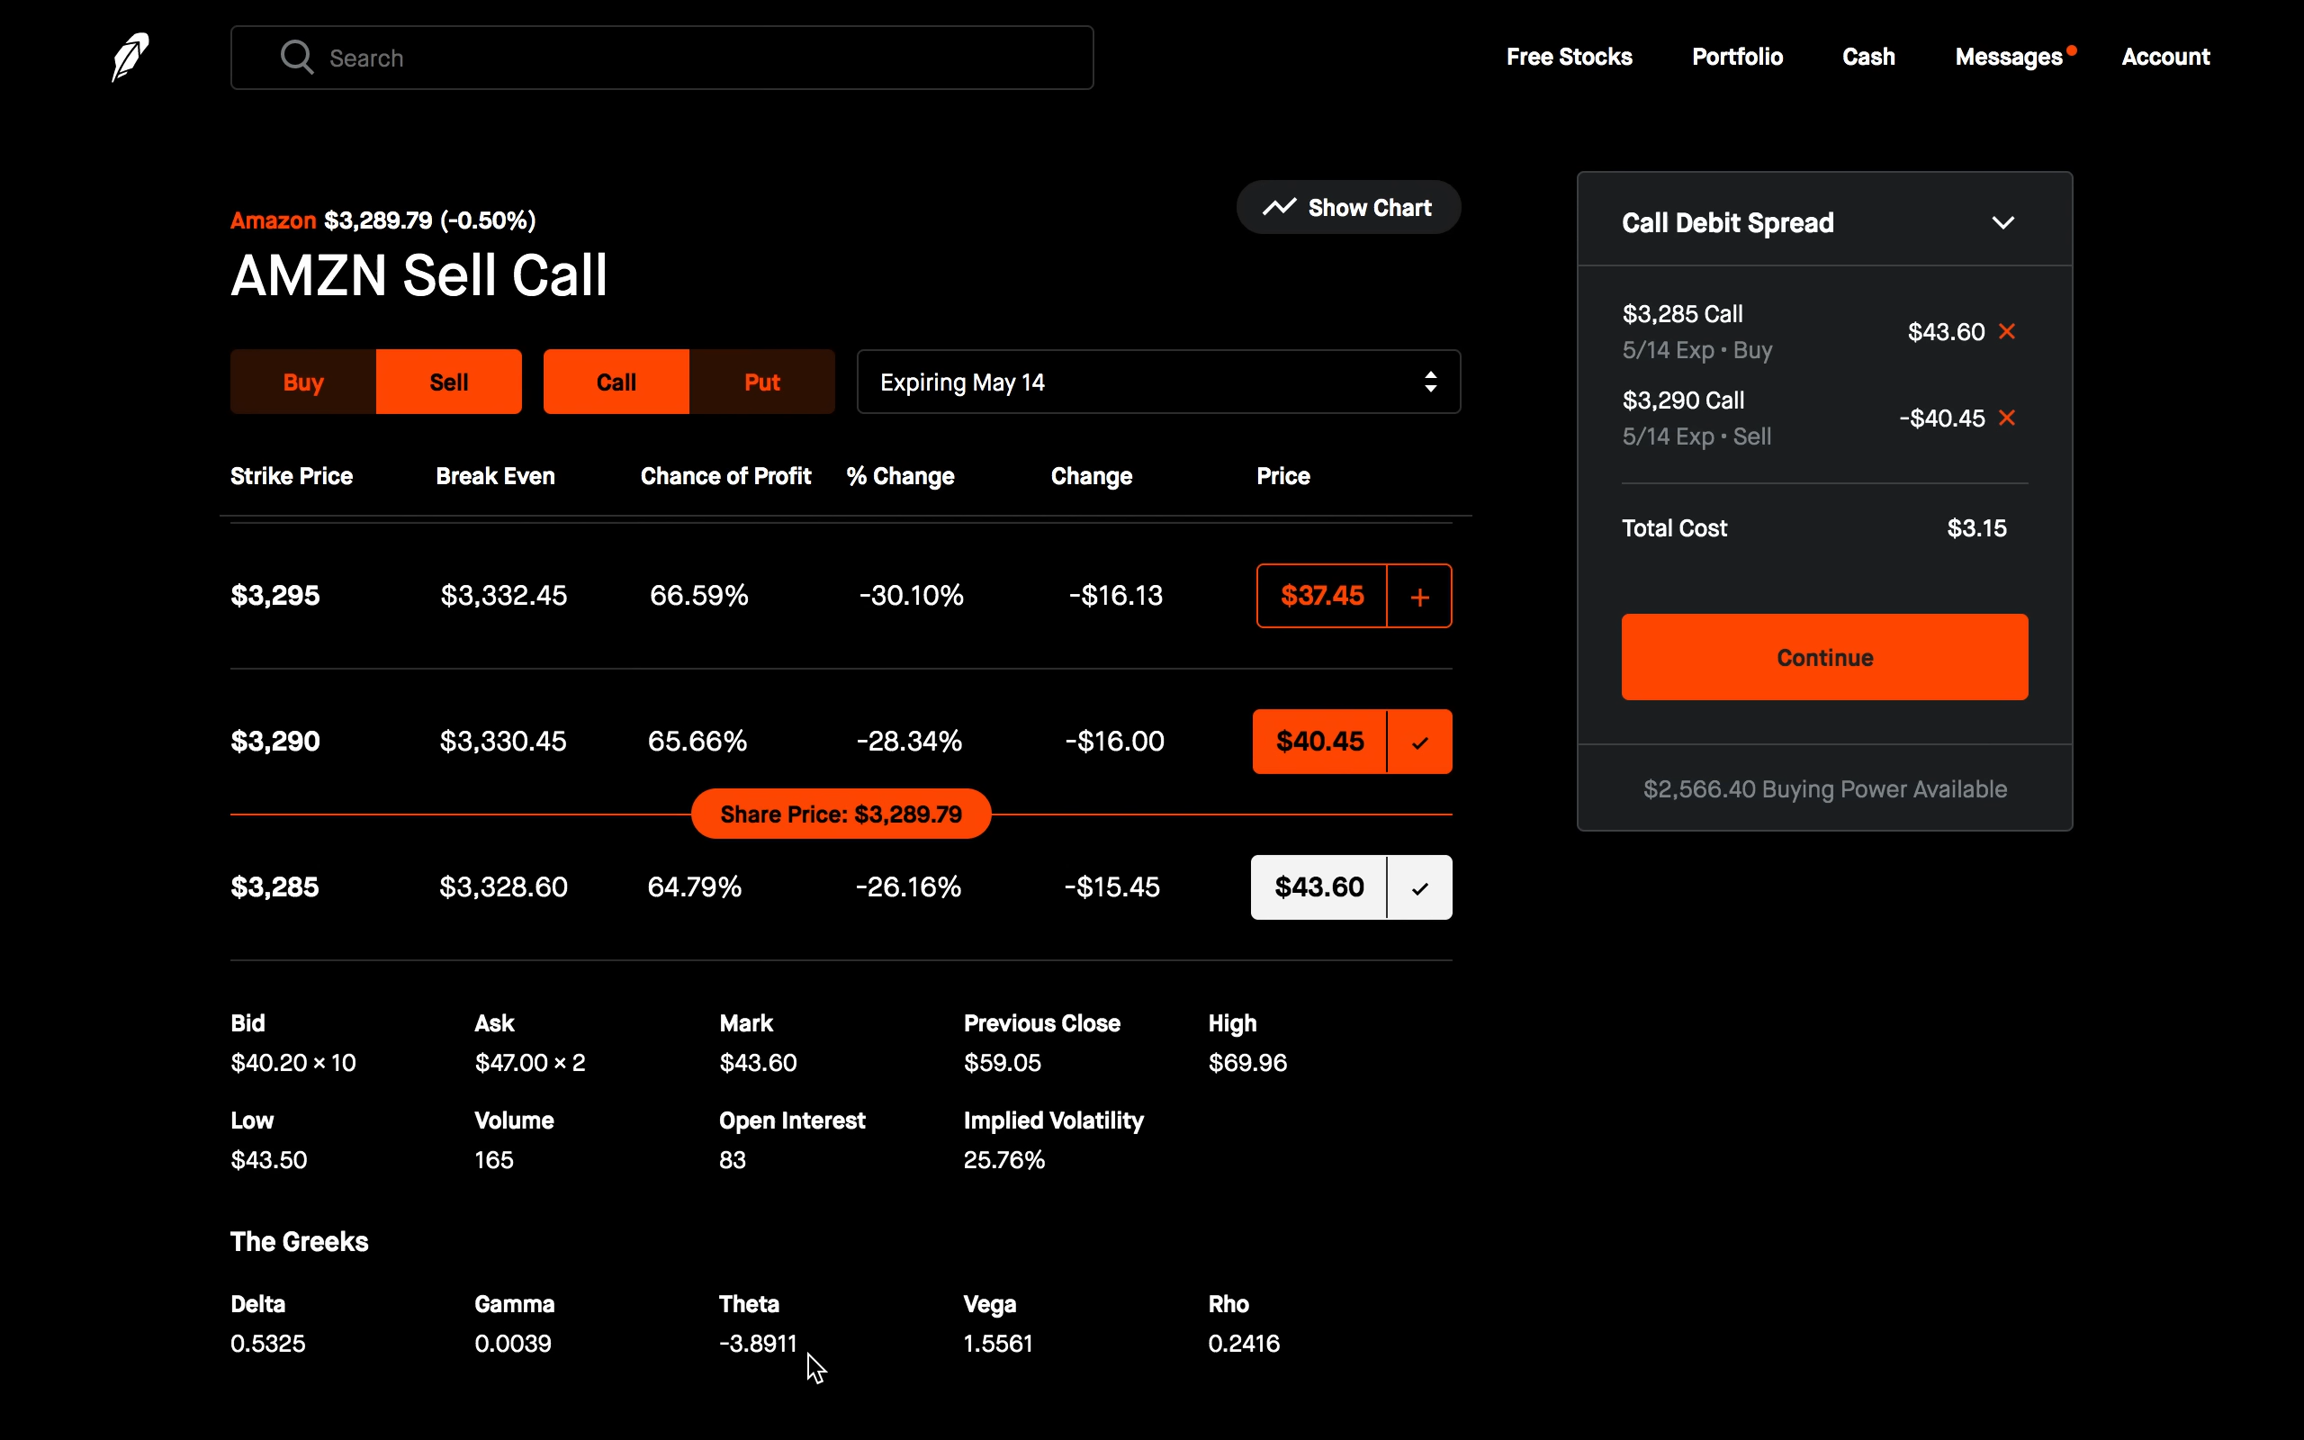 Search
Free Stocks Portfolio Cash Messages Account
Amazon $3,289.79 (-0.50%)
Show Chart
AMZN Sell Call
Buy Sell Call Put Expiring May 14
Strike Price Break Even Chance of Profit % Change Change Price
$3,295 $3,332.45 66.59% -30.10% -$16.13 $37.45 +
$3,290 $3,330.45 65.66% -28.34% -$16.00 $40.45
Share Price: $3,289.79
$3,285 $3,328.60 64.79% -26.16% -$15.45 $43.60
Bid Ask Mark Previous Close High
$40.20 × 10 $47.00 × 2 $43.60 $59.05 $69.96
Low Volume Open Interest Implied Volatility
$43.50 165 83 25.76%
The Greeks
Delta Gamma Theta Vega Rho
0.5325 0.0039 -3.8911 1.5561 0.2416
Call Debit Spread
$3,285 Call
5/14 Exp • Buy
$43.60
$3,290 Call
5/14 Exp • Sell
-$40.45
Total Cost $3.15
Continue
$2,566.40 Buying Power Available